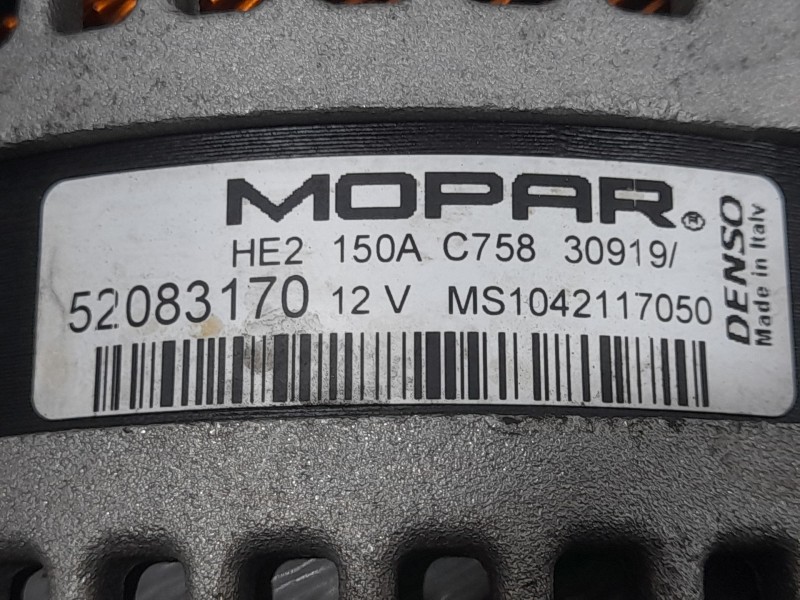 MOPAR®
HE2 150A C758 30919/
52083170 12 V MS1042117050
DENSO
Made in Italy